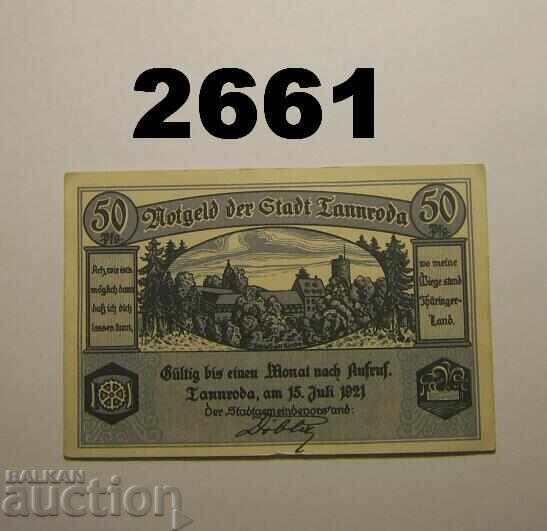 2661
50
Pfg.
Notgeld der Stadt Tannroda
50
Pfg.
Ach, wie ists
möglich dann
daß ich dich
lassen kann,
wo meine
Wiege stand
Thüringer-
Land.
Gültig bis einen Monat nach Aufruf.
Tannroda, am 15. Juli 1921
Der Stadtgemeindevorstand:
BALKAN
auction